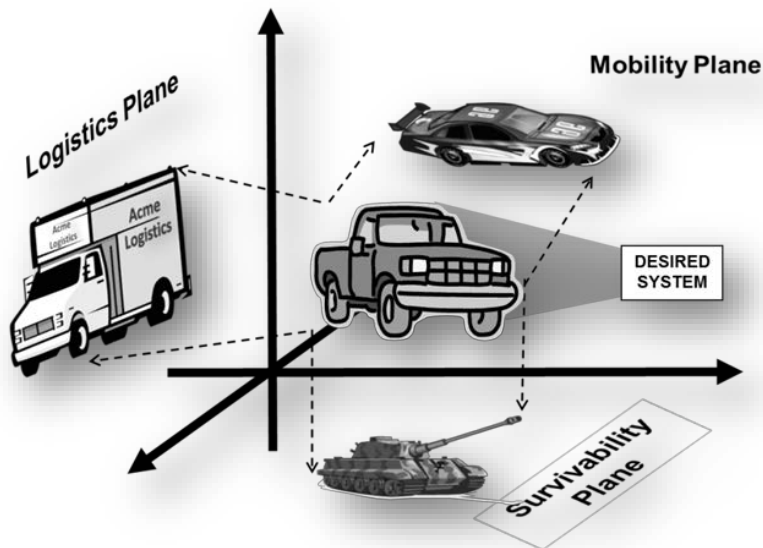 Mobility Plane
Logistics Plane
Acme
Logistics
Acme
Logistics
DESIRED
SYSTEM
Survivability
Plane